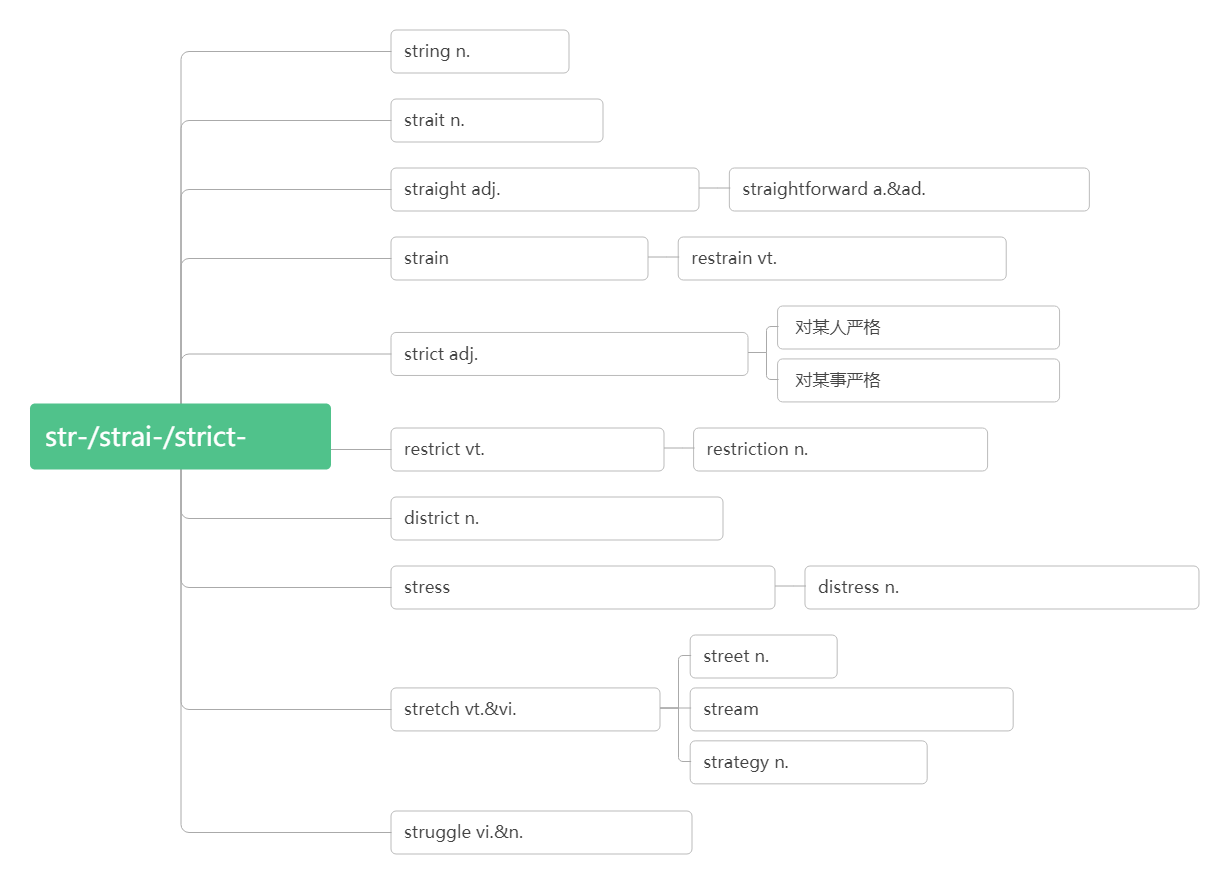 string n.
strait n.
straight adj.
straightforward a.&ad.
strain
restrain vt.
strict adj.
对某人严格
对某事严格
str-/strai-/strict-
restrict vt.
restriction n.
district n.
stress
distress n.
stretch vt.&vi.
street n.
stream
strategy n.
struggle vi.&n.